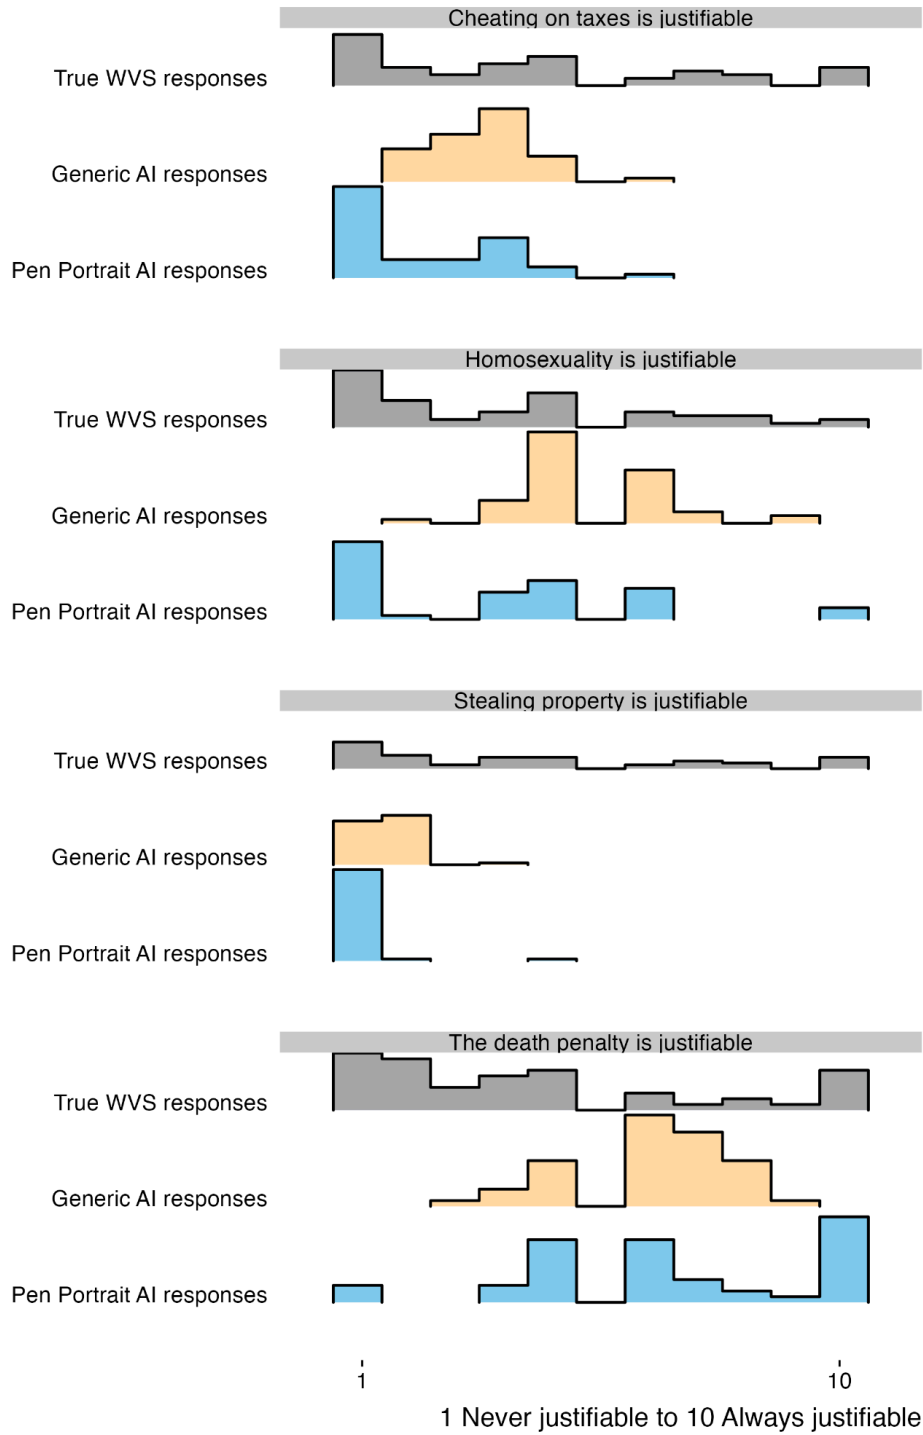 Cheating on taxes is justifiable
True WVS responses
Generic AI responses
Pen Portrait AI responses
Homosexuality is justifiable
True WVS responses
Generic AI responses
Pen Portrait AI responses
Stealing property is justifiable
True WVS responses
Generic AI responses
Pen Portrait AI responses
The death penalty is justifiable
True WVS responses
Generic AI responses
Pen Portrait AI responses
1 10
1 Never justifiable to 10 Always justifiable